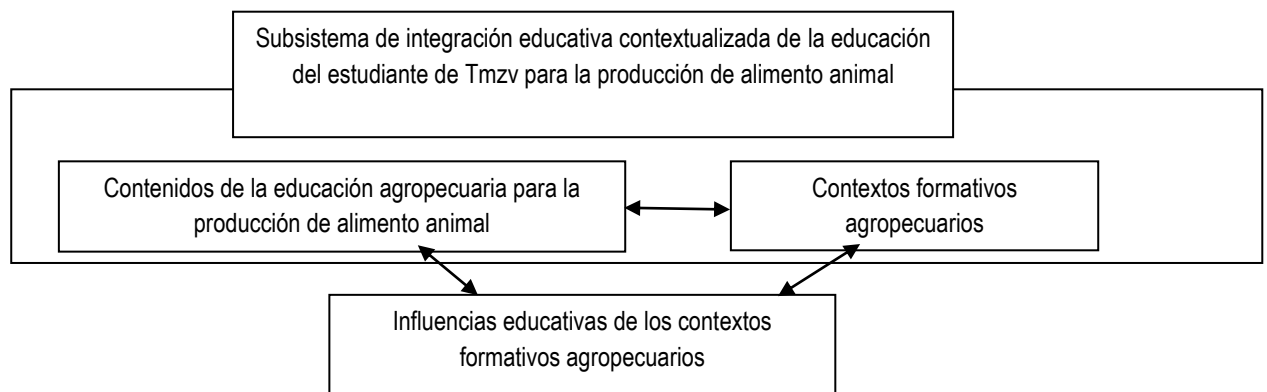 Subsistema de integración educativa contextualizada de la educación
del estudiante de Tmzv para la producción de alimento animal
Contenidos de la educación agropecuaria para la
producción de alimento animal
Contextos formativos
agropecuarios
Influencias educativas de los contextos
formativos agropecuarios